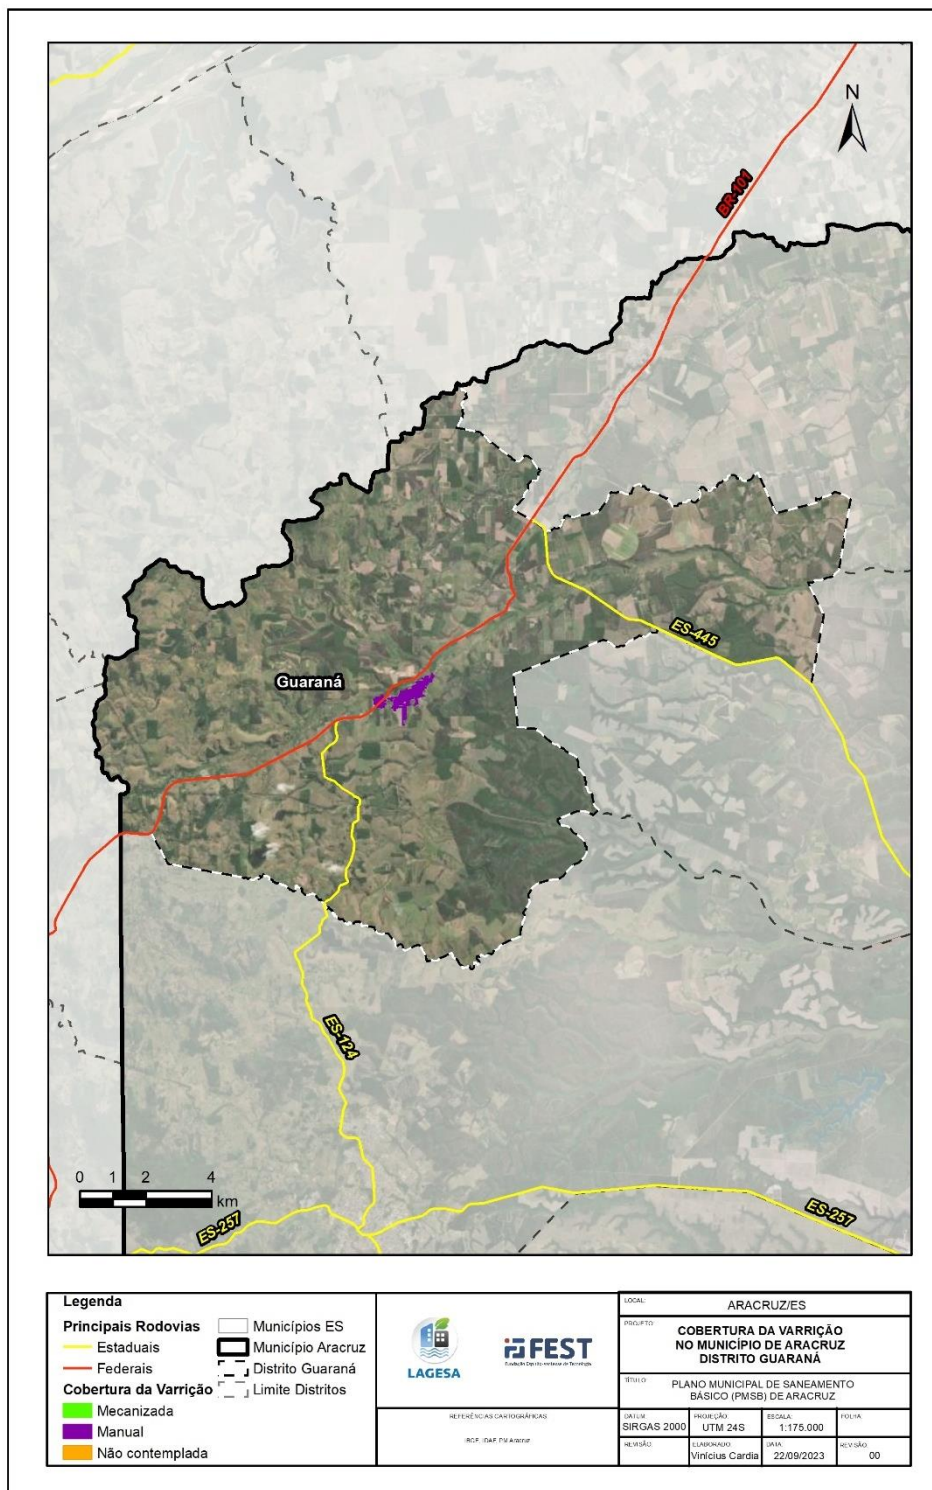 N
BR-101
ES-445
Guaraná
ES-124
0 1 2 4
km
ES-257
ES-257
Legenda
Principais Rodovias
Estaduais
Federais
Cobertura da Varrição
Mecanizada
Manual
Não contemplada
Municípios ES
Município Aracruz
Distrito Guaraná
Limite Distritos
LAGESA
FEST
REFERÊNCIAS CARTOGRÁFICAS
IBGE, IDAF, PM Aracruz
LOCAL:
ARACRUZ/ES
PROJETO:
COBERTURA DA VARRIÇÃO
NO MUNICÍPIO DE ARACRUZ
DISTRITO GUARANÁ
TÍTULO:
PLANO MUNICIPAL DE SANEAMENTO
BÁSICO (PMSB) DE ARACRUZ
DATUM:
SIRGAS 2000
PROJEÇÃO:
UTM 24S
ESCALA:
1:175.000
FOLHA:
REVISÃO:
ELABORADO:
Vinícius Cardia
DATA:
22/09/2023
REVISÃO:
00